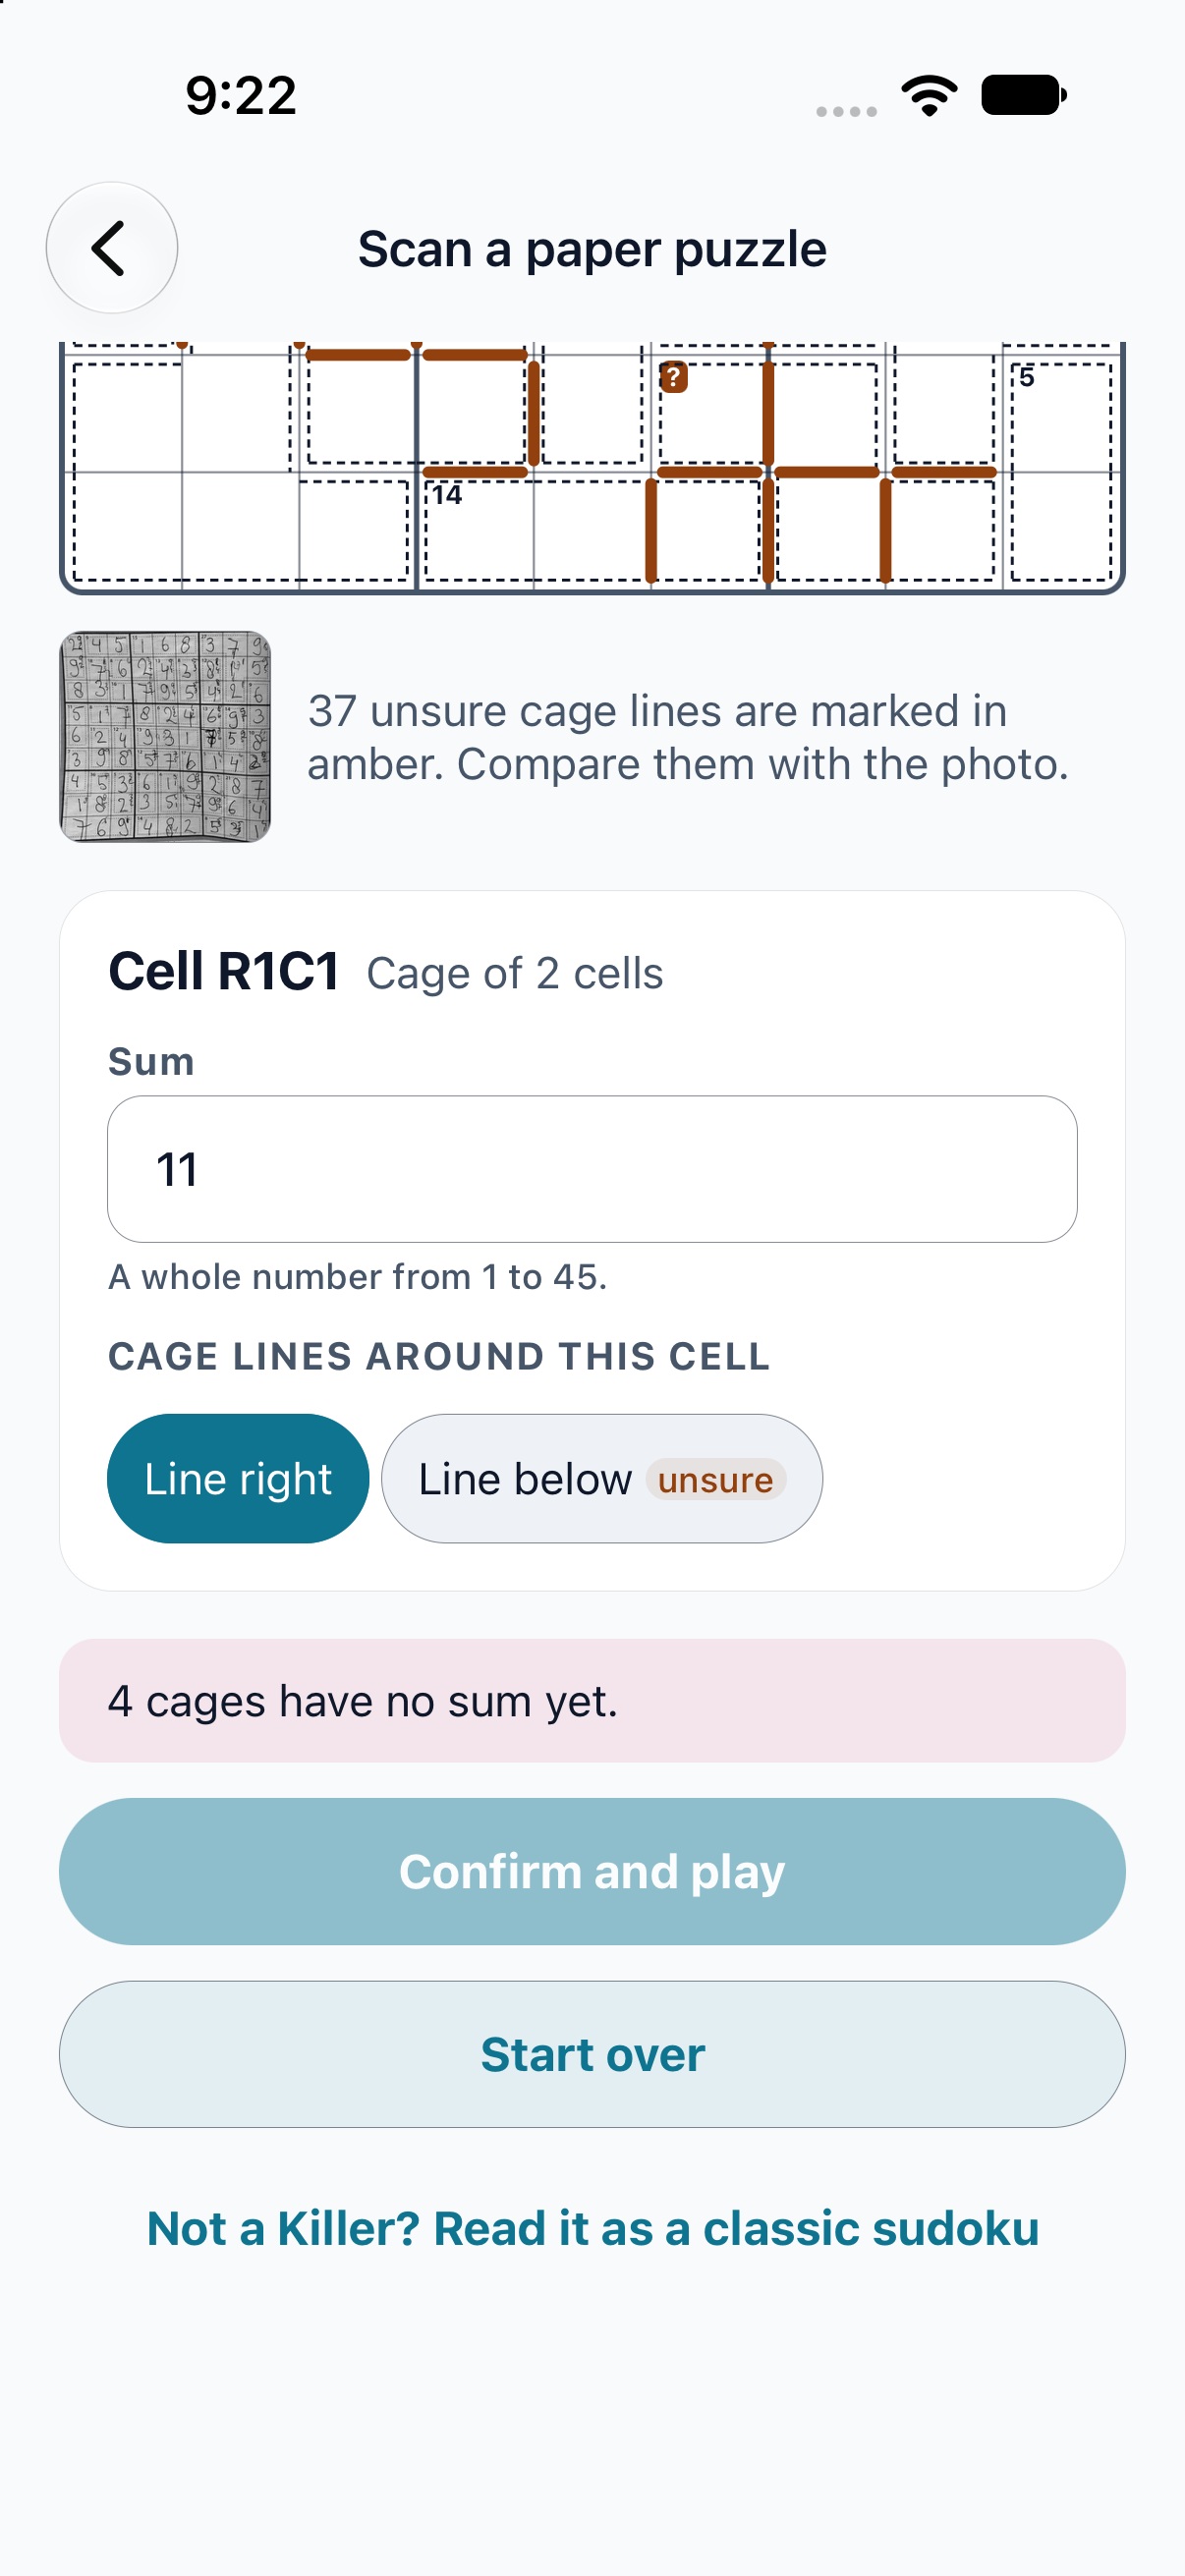 9:22
Scan a paper puzzle
? 5
14
37 unsure cage lines are marked in
amber. Compare them with the photo.
Cell R1C1 Cage of 2 cells
Sum
11
A whole number from 1 to 45.
CAGE LINES AROUND THIS CELL
Line right Line below unsure
4 cages have no sum yet.
Confirm and play
Start over
Not a Killer? Read it as a classic sudoku